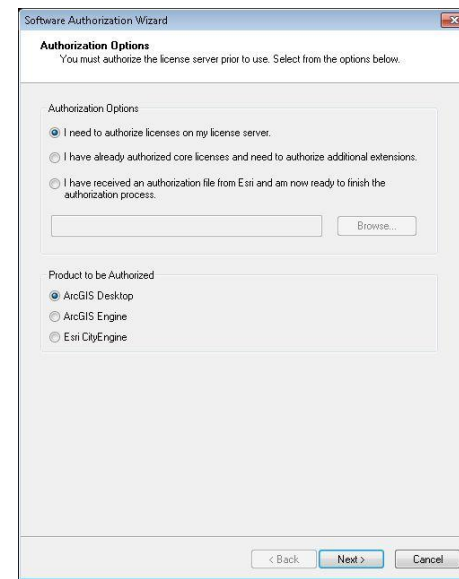 Software Authorization Wizard
Authorization Options
You must authorize the license server prior to use. Select from the options below.
Authorization Options
I need to authorize licenses on my license server.
I have already authorized core licenses and need to authorize additional extensions.
I have received an authorization file from Esri and am now ready to finish the
authorization process.
Browse...
Product to be Authorized
ArcGIS Desktop
ArcGIS Engine
Esri CityEngine
< Back Next > Cancel